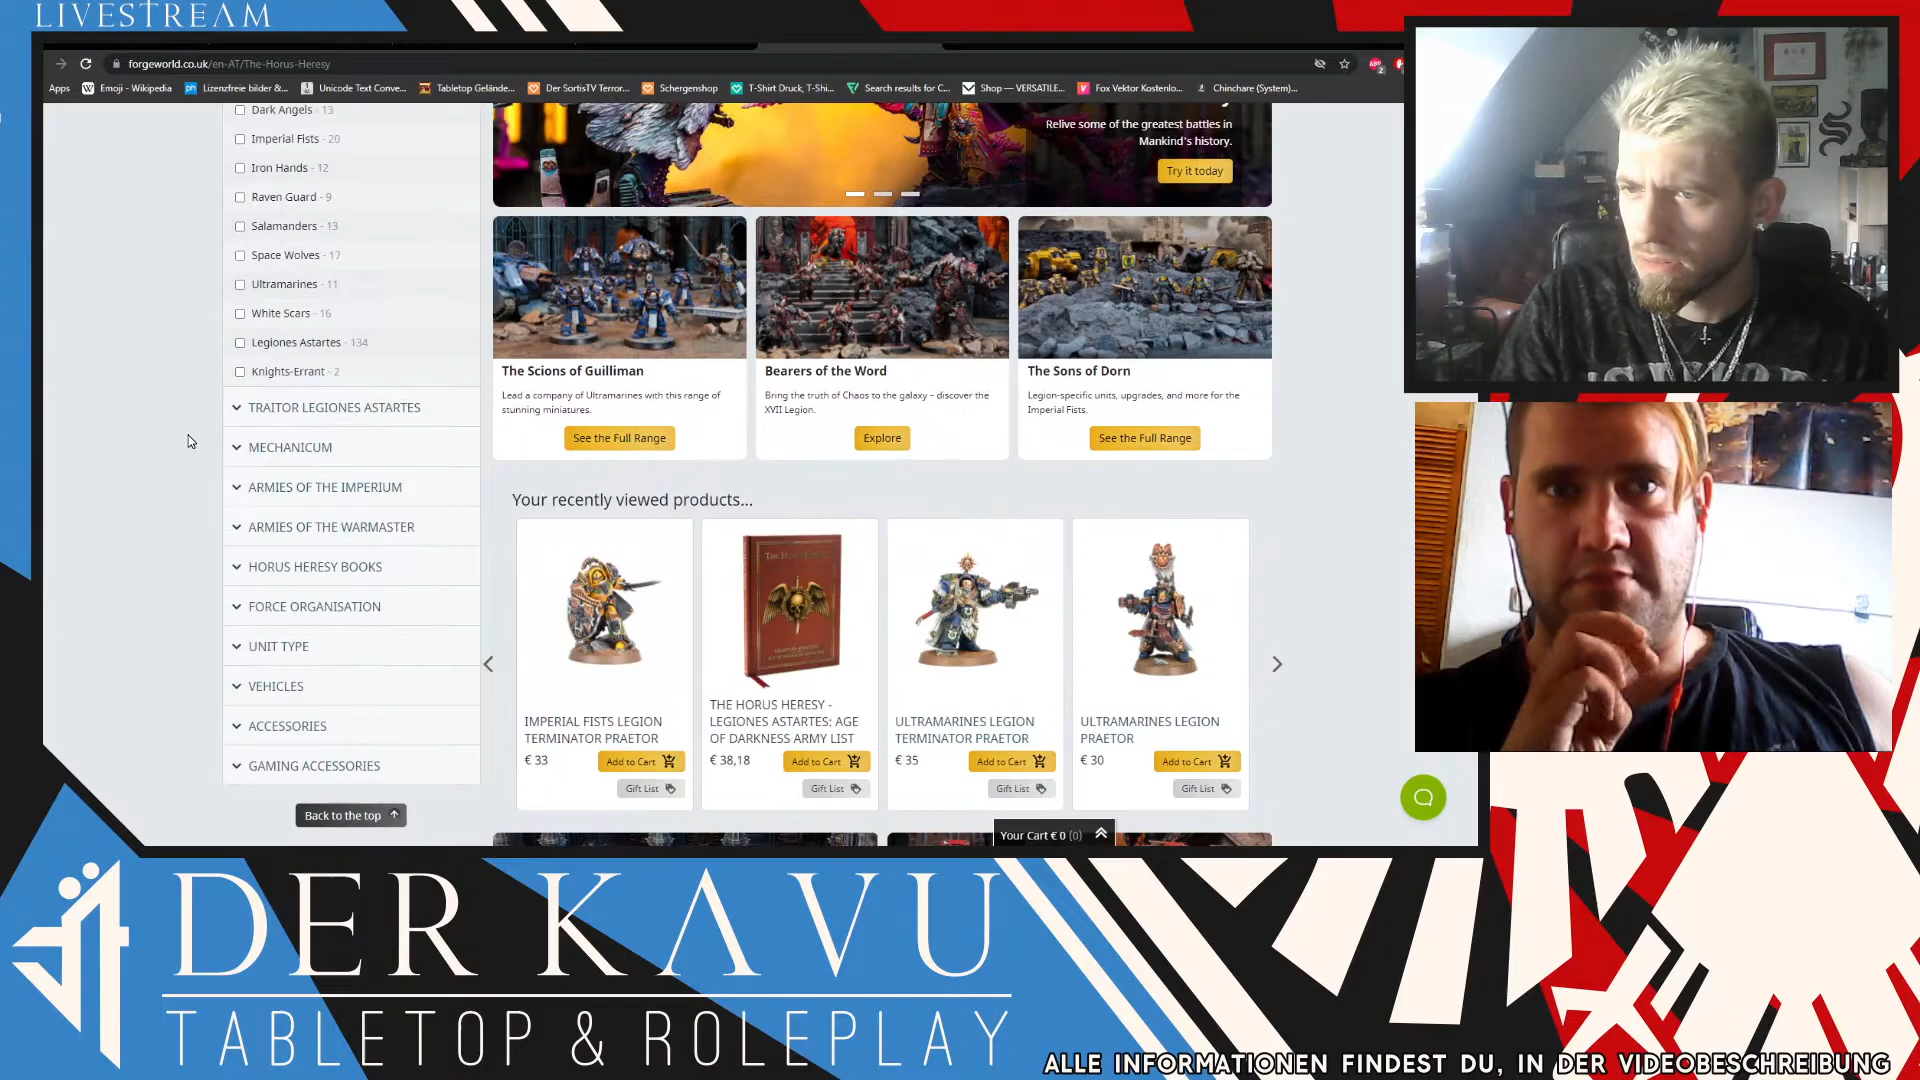 LIVESTREAM
forgeworld.co.uk/en-AT/The-Horus-Heresy
Apps
Emoji - Wikipedia
Lizenzfreie bilder &...
Unicode Text Conve...
Tabletop Gelände...
Der SortisTV Terror...
Schergenshop
T-Shirt Druck, T-Shi...
Search results for C...
Shop — VERSATILE...
Fox Vektor Kostenlo...
Chinchare (System)...
Dark Angels - 13
Imperial Fists - 20
Iron Hands - 12
Raven Guard - 9
Salamanders - 13
Space Wolves - 17
Ultramarines - 11
White Scars - 16
Legiones Astartes - 134
Knights-Errant - 2
TRAITOR LEGIONES ASTARTES
MECHANICUM
ARMIES OF THE IMPERIUM
ARMIES OF THE WARMASTER
HORUS HERESY BOOKS
FORCE ORGANISATION
UNIT TYPE
VEHICLES
ACCESSORIES
GAMING ACCESSORIES
Back to the top
Relive some of the greatest battles in
Mankind's history.
Try it today
The Scions of Guilliman
Lead a company of Ultramarines with this range of
stunning miniatures.
See the Full Range
Bearers of the Word
Bring the truth of Chaos to the galaxy – discover the
XVII Legion.
Explore
The Sons of Dorn
Legion-specific units, upgrades, and more for the
Imperial Fists.
See the Full Range
Your recently viewed products...
IMPERIAL FISTS LEGION
TERMINATOR PRAETOR
€ 33
Add to Cart
Gift List
THE HORUS HERESY
THE HORUS HERESY -
LEGIONES ASTARTES: AGE
OF DARKNESS ARMY LIST
€ 38,18
Add to Cart
Gift List
ULTRAMARINES LEGION
TERMINATOR PRAETOR
€ 35
Add to Cart
Gift List
ULTRAMARINES LEGION
PRAETOR
€ 30
Add to Cart
Gift List
Your Cart € 0 (0)
DER KAVU
TABLETOP & ROLEPLAY
ALLE INFORMATIONEN FINDEST DU, IN DER VIDEOBESCHREIBUNG